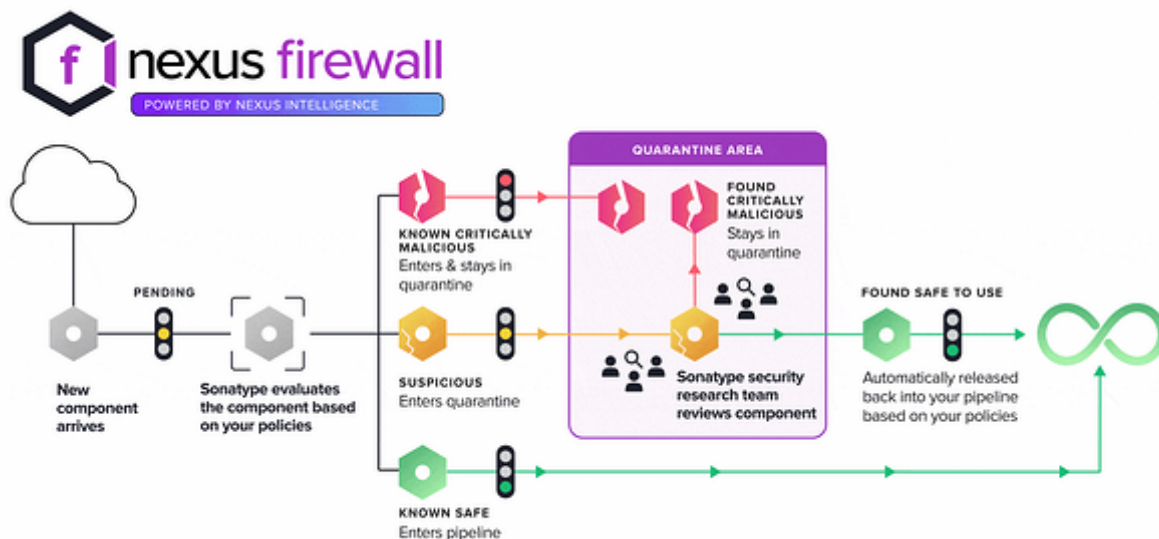 f
nexus firewall
POWERED BY NEXUS INTELLIGENCE
QUARANTINE AREA
PENDING
New
component
arrives
Sonatype evaluates
the component based
on your policies
KNOWN CRITICALLY
MALICIOUS
Enters & stays in
quarantine
SUSPICIOUS
Enters quarantine
KNOWN SAFE
Enters pipeline
FOUND
CRITICALLY
MALICIOUS
Stays in
quarantine
Sonatype security
research team
reviews component
FOUND SAFE TO USE
Automatically released
back into your pipeline
based on your policies